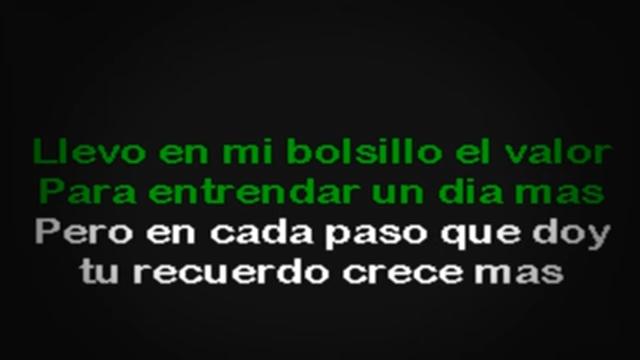 Llevo en mi bolsillo el valor
Para entrendar un dia mas
Pero en cada paso que doy
tu recuerdo crece mas